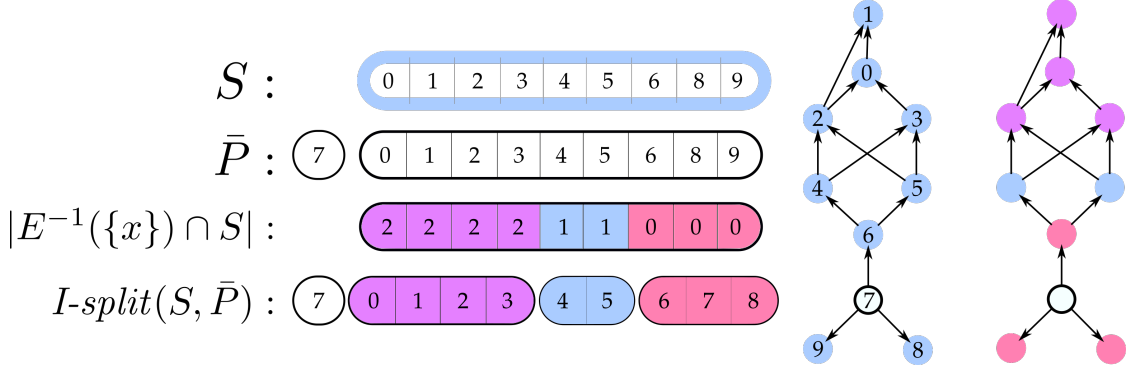 S : 0 1 2 3 4 5 6 8 9
P̄ : 7 0 1 2 3 4 5 6 8 9
|E⁻¹({x}) ∩ S| : 2 2 2 2 1 1 0 0 0
I-split(S, P̄) : 7 0 1 2 3 4 5 6 7 8
1
0
2 3
4 5
6
7
9 8